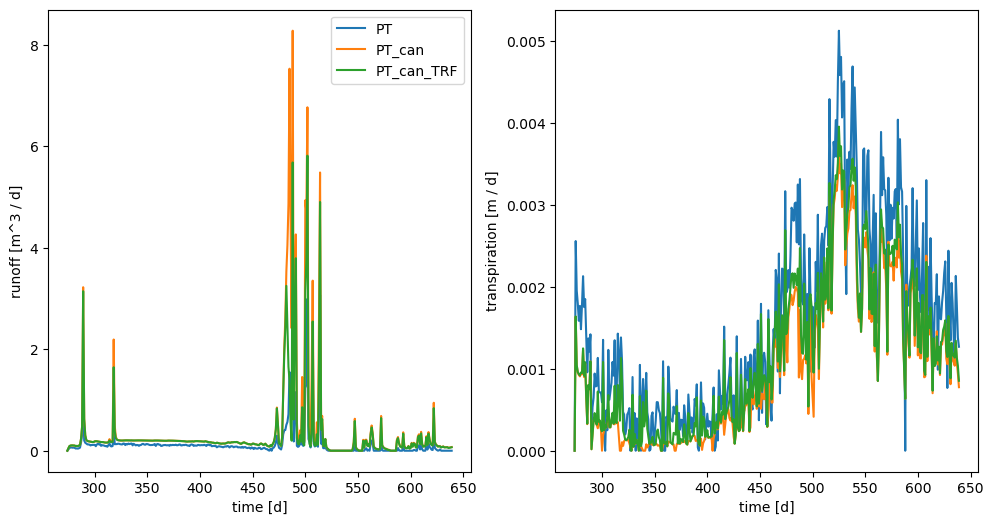 8
6
4
2
0
runoff [m^3 / d]
300 350 400 450 500 550 600 650
time [d]
PT
PT_can
PT_can_TRF
0.005
0.004
0.003
0.002
0.001
0.000
transpiration [m / d]
300 350 400 450 500 550 600 650
time [d]